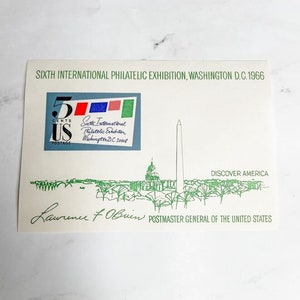 SIXTH INTERNATIONAL PHILATELIC EXHIBITION, WASHINGTON D.C. 1966
5
CENTS
US
POSTAGE
Sixth International
Philatelic Exhibition,
Washington D.C. 20028
DISCOVER AMERICA
Lawrence F O'Brien POSTMASTER GENERAL OF THE UNITED STATES